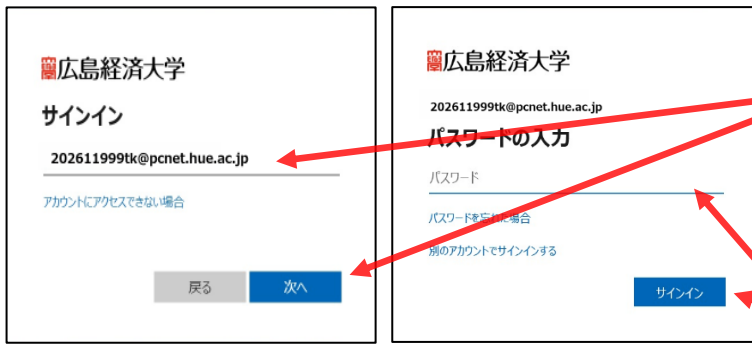 広島経済大学
サインイン
202611999tk@pcnet.hue.ac.jp
アカウントにアクセスできない場合
戻る
次へ
広島経済大学
202611999tk@pcnet.hue.ac.jp
パスワードの入力
パスワード
パスワードを忘れた場合
別のアカウントでサインインする
サインイン